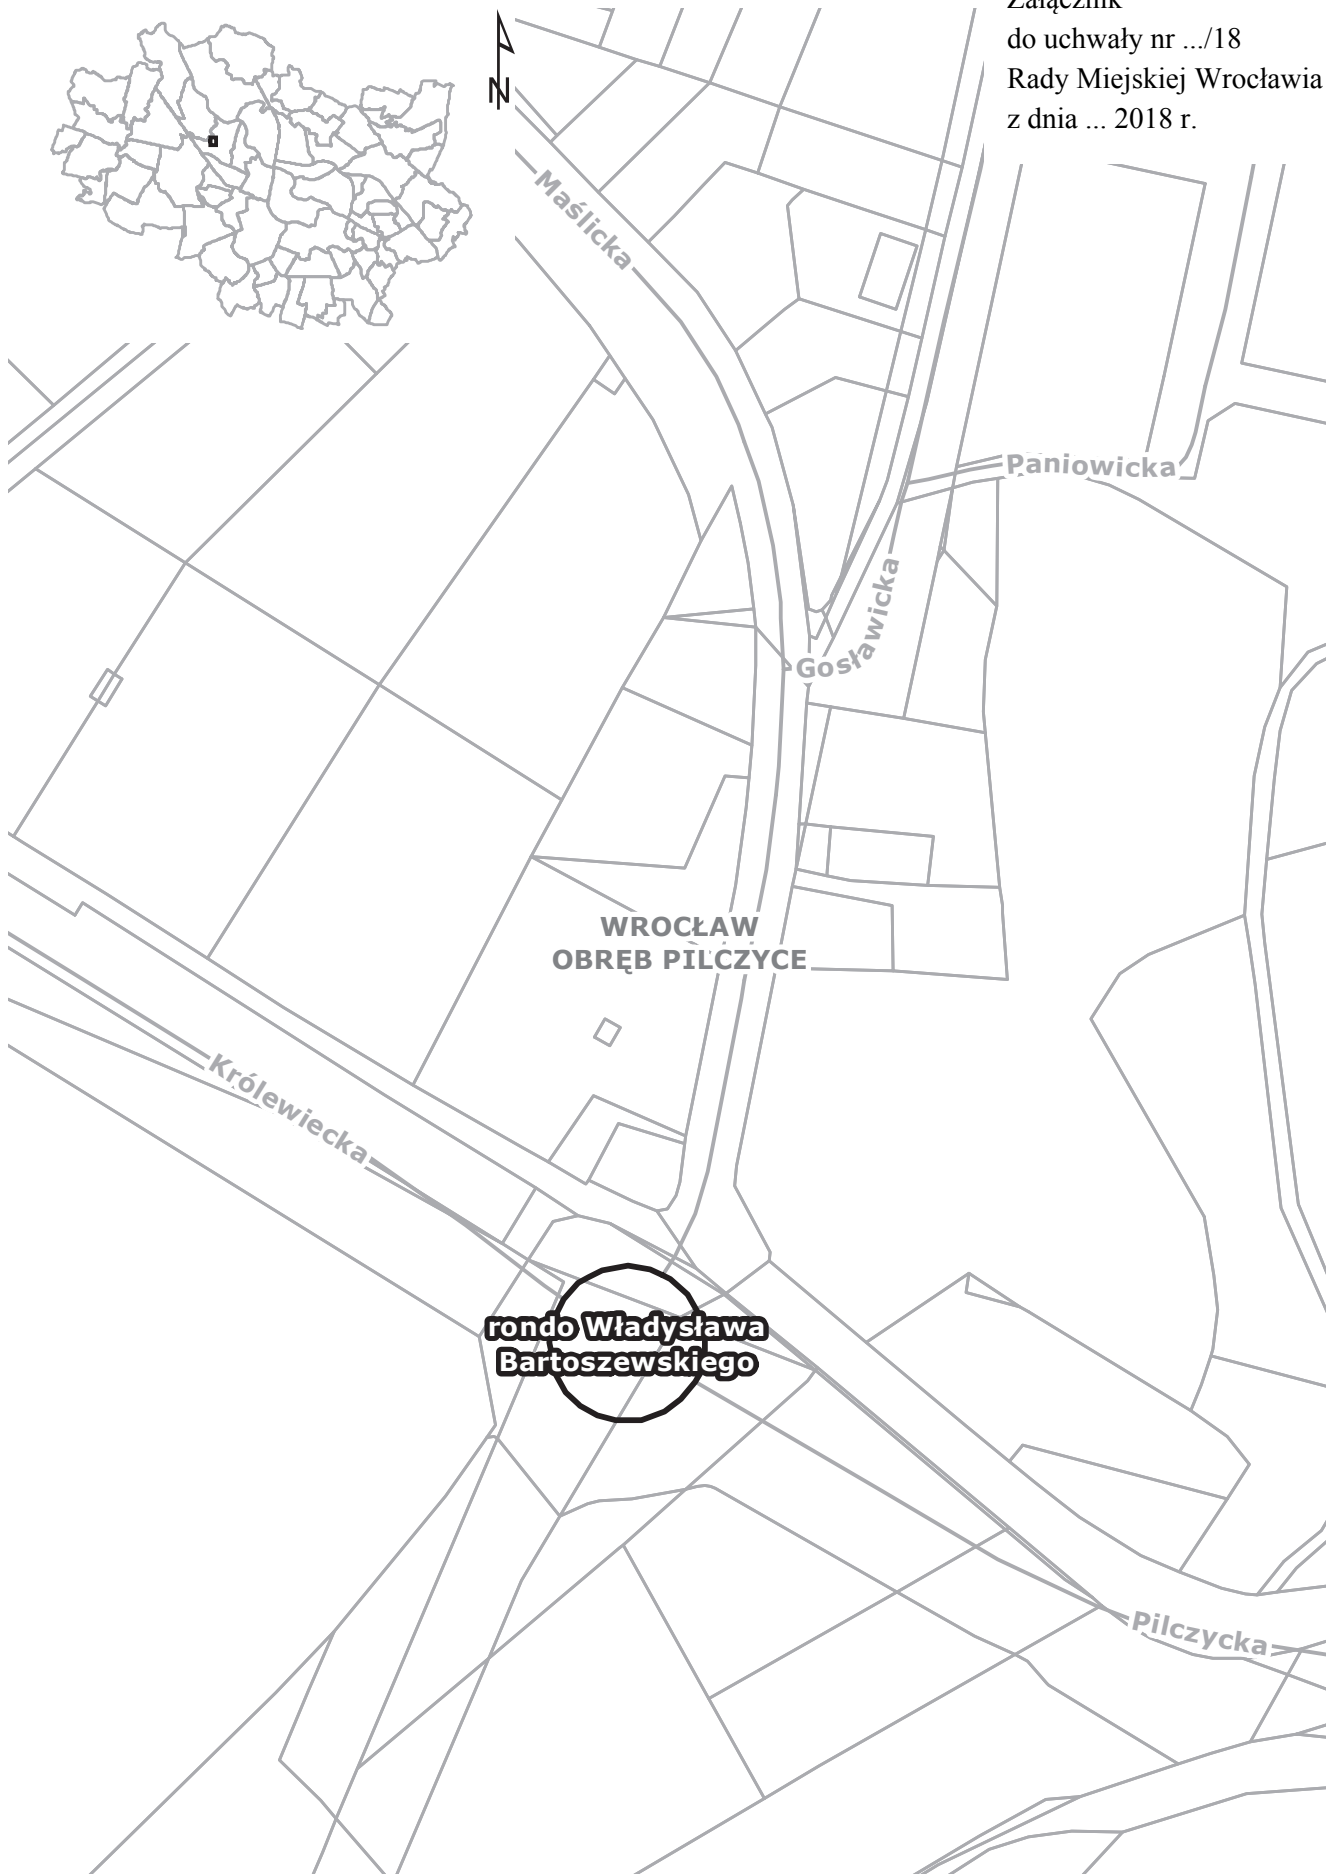 Załącznik
do uchwały nr .../18
Rady Miejskiej Wrocławia
z dnia ... 2018 r.
N
Maślicka
Paniowicka
Gosławicka
WROCŁAW
OBRĘB PILCZYCE
Królewiecka
rondo Władysława
Bartoszewskiego
Pilczycka